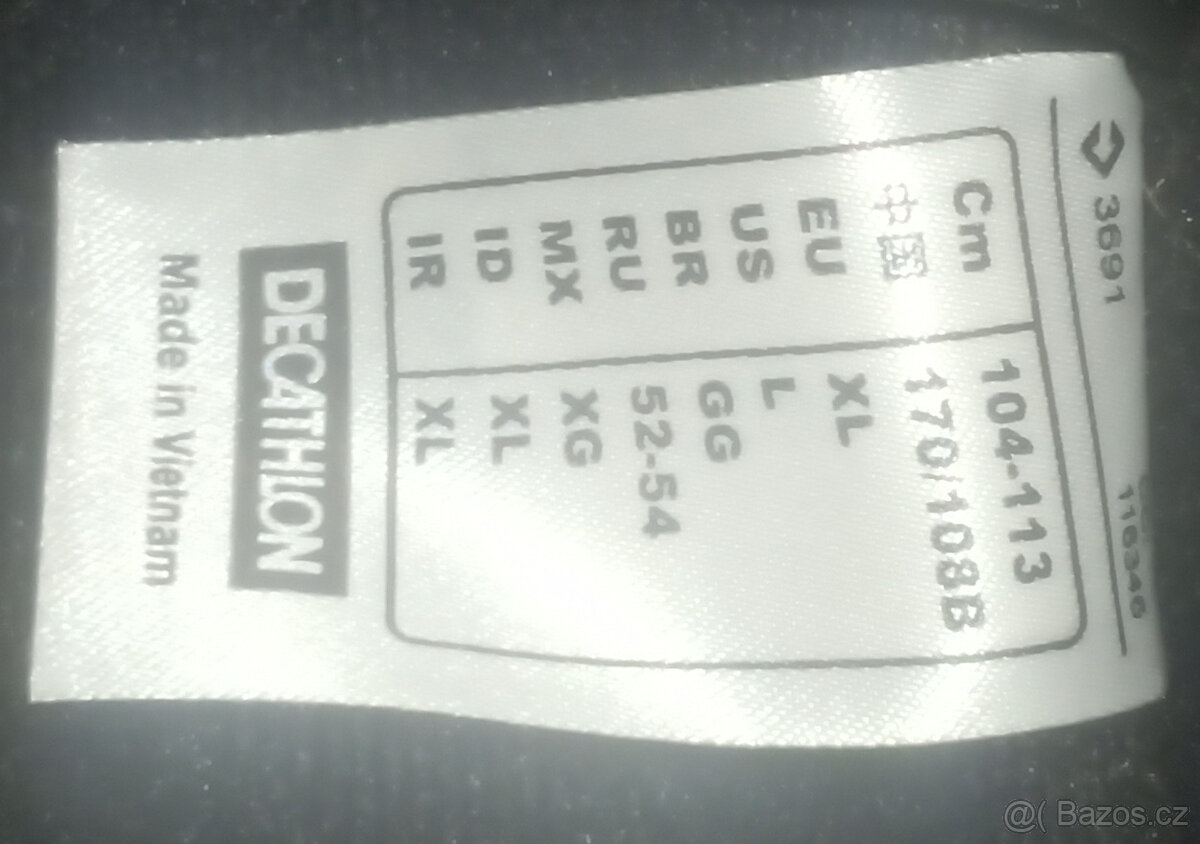 3691
116346
Cm 104-113
中国 170/108B
EU XL
US L
BR GG
RU 52-54
MX XG
ID XL
IR XL
DECATHLON
Made in Vietnam
@( Bazos.cz